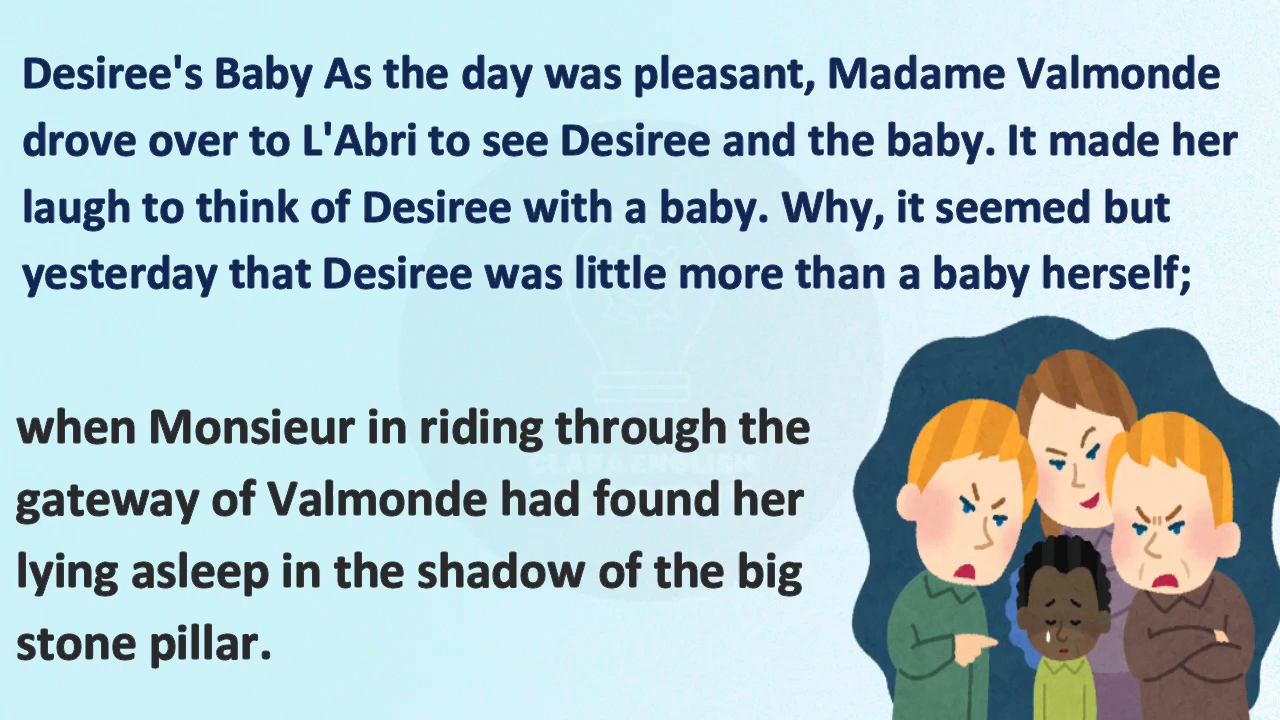 Desiree's Baby As the day was pleasant, Madame Valmonde
drove over to L'Abri to see Desiree and the baby. It made her
laugh to think of Desiree with a baby. Why, it seemed but
yesterday that Desiree was little more than a baby herself;
when Monsieur in riding through the
gateway of Valmonde had found her
lying asleep in the shadow of the big
stone pillar.
CLARA ENGLISH